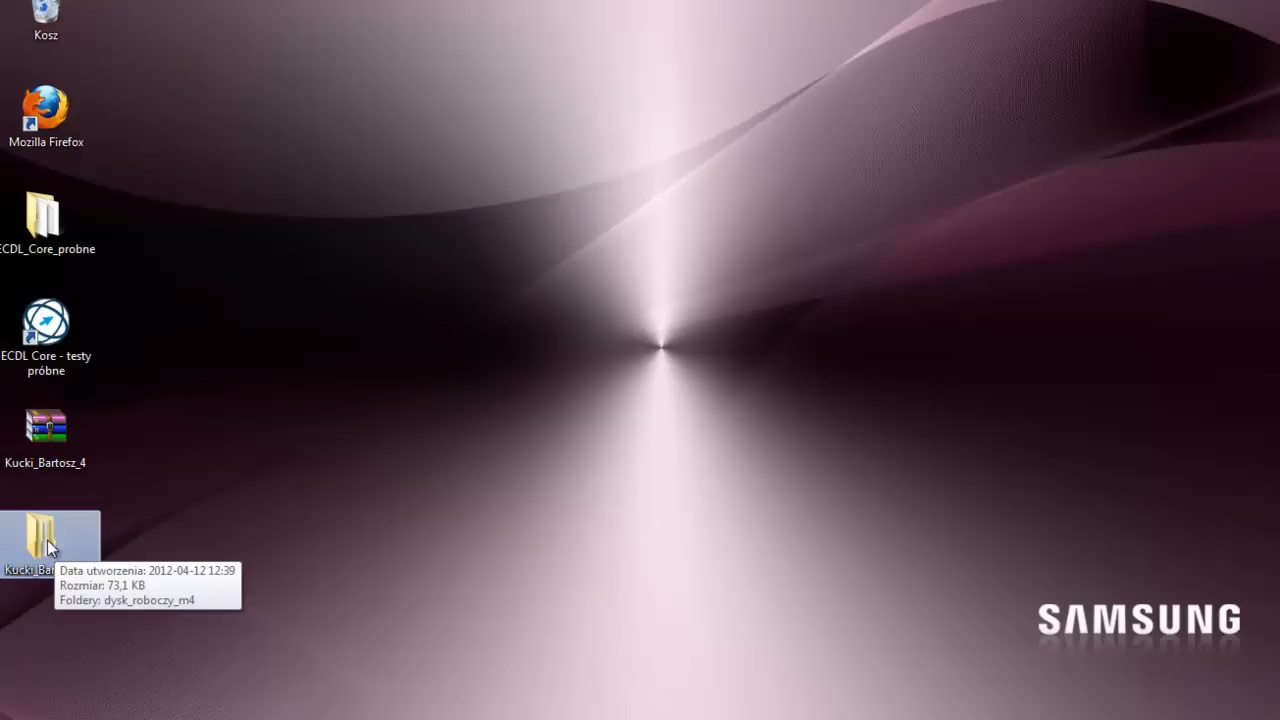 Kosz
Mozilla Firefox
ECDL_Core_probne
ECDL Core - testy
próbne
Kucki_Bartosz_4
Data utworzenia: 2012-04-12 12:39
Rozmiar: 73,1 KB
Foldery: dysk_roboczy_m4
SAMSUNG